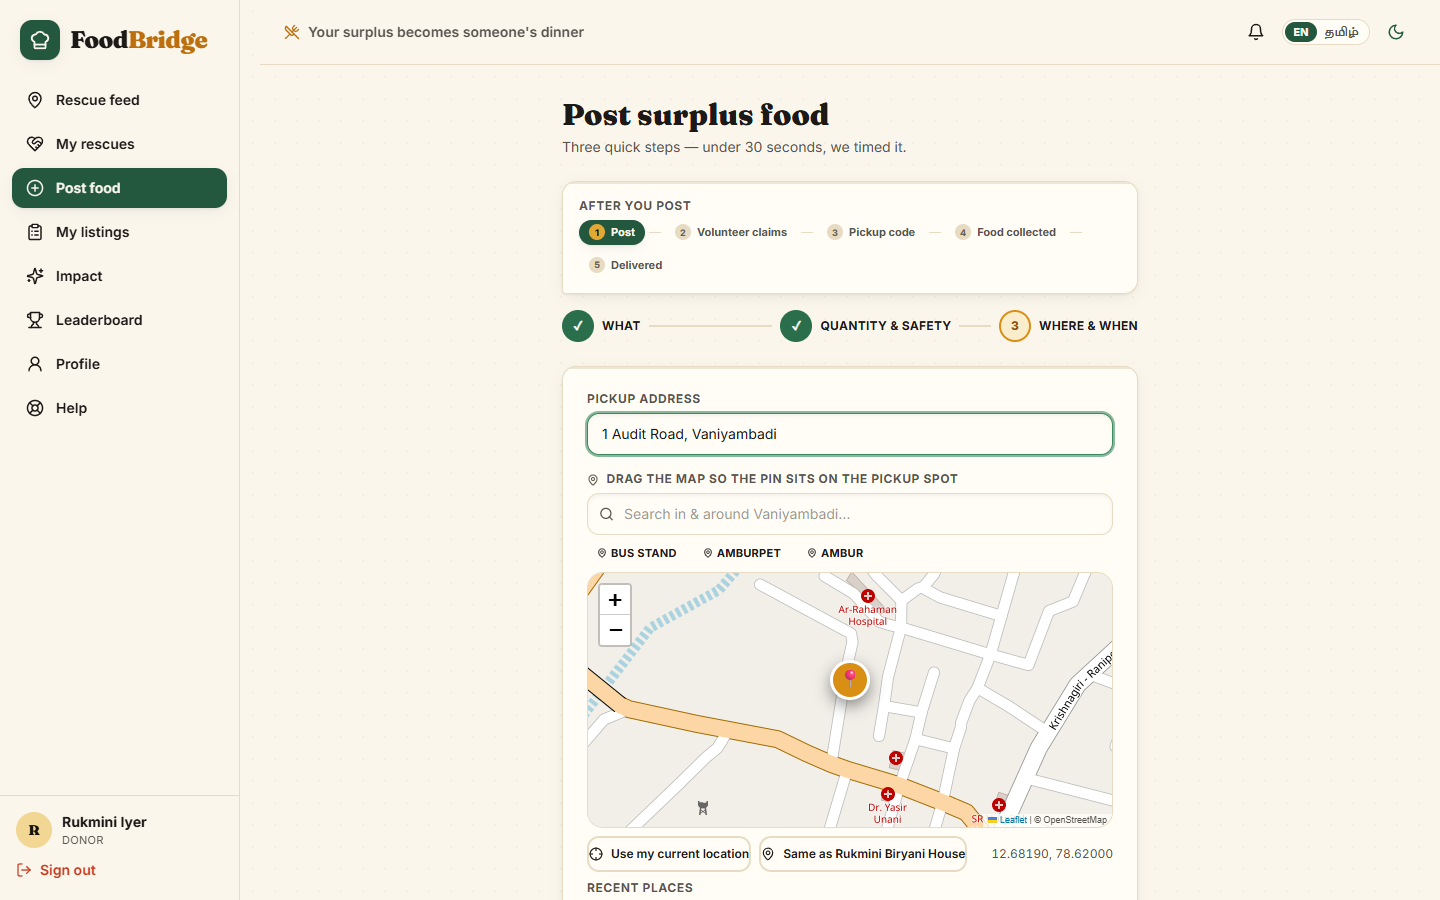 FoodBridge
Your surplus becomes someone's dinner
EN
தமிழ்
Rescue feed
My rescues
Post food
My listings
Impact
Leaderboard
Profile
Help
R
Rukmini Iyer
DONOR
Sign out
Post surplus food
Three quick steps — under 30 seconds, we timed it.
AFTER YOU POST
1 Post
2 Volunteer claims
3 Pickup code
4 Food collected
5 Delivered
✓ WHAT
✓ QUANTITY & SAFETY
3 WHERE & WHEN
PICKUP ADDRESS
1 Audit Road, Vaniyambadi
DRAG THE MAP SO THE PIN SITS ON THE PICKUP SPOT
Search in & around Vaniyambadi...
BUS STAND
AMBURPET
AMBUR
+
−
Ar-Rahaman
Hospital
Krishnagiri - Ranipe
Dr. Yasir
Unani
SR
Leaflet | © OpenStreetMap
Use my current location
Same as Rukmini Biryani House
12.68190, 78.62000
RECENT PLACES